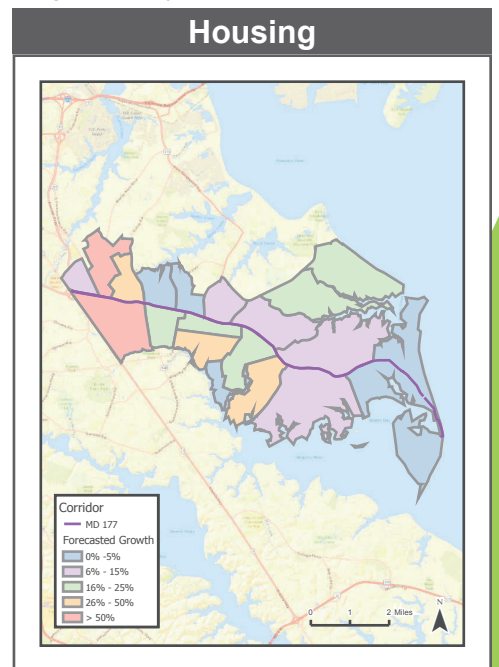 Housing
Corridor
MD 177
Forecasted Growth
0% -5%
6% - 15%
16% - 25%
26% - 50%
> 50%
0 1 2 Miles
N